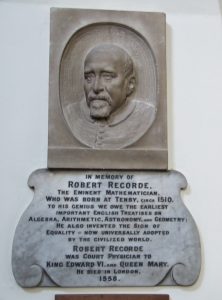 IN MEMORY OF
ROBERT RECORDE,
THE EMINENT MATHEMATICIAN,
WHO WAS BORN AT TENBY, CIRCA 1510.
TO HIS GENIUS WE OWE THE EARLIEST
IMPORTANT ENGLISH TREATISES ON
ALGEBRA, ARITHMETIC, ASTRONOMY, AND GEOMETRY;
HE ALSO INVENTED THE SIGN OF
EQUALITY = NOW UNIVERSALLY ADOPTED
BY THE CIVILIZED WORLD.
ROBERT RECORDE
WAS COURT PHYSICIAN TO
KING EDWARD VI. AND QUEEN MARY.
HE DIED IN LONDON,
1558.